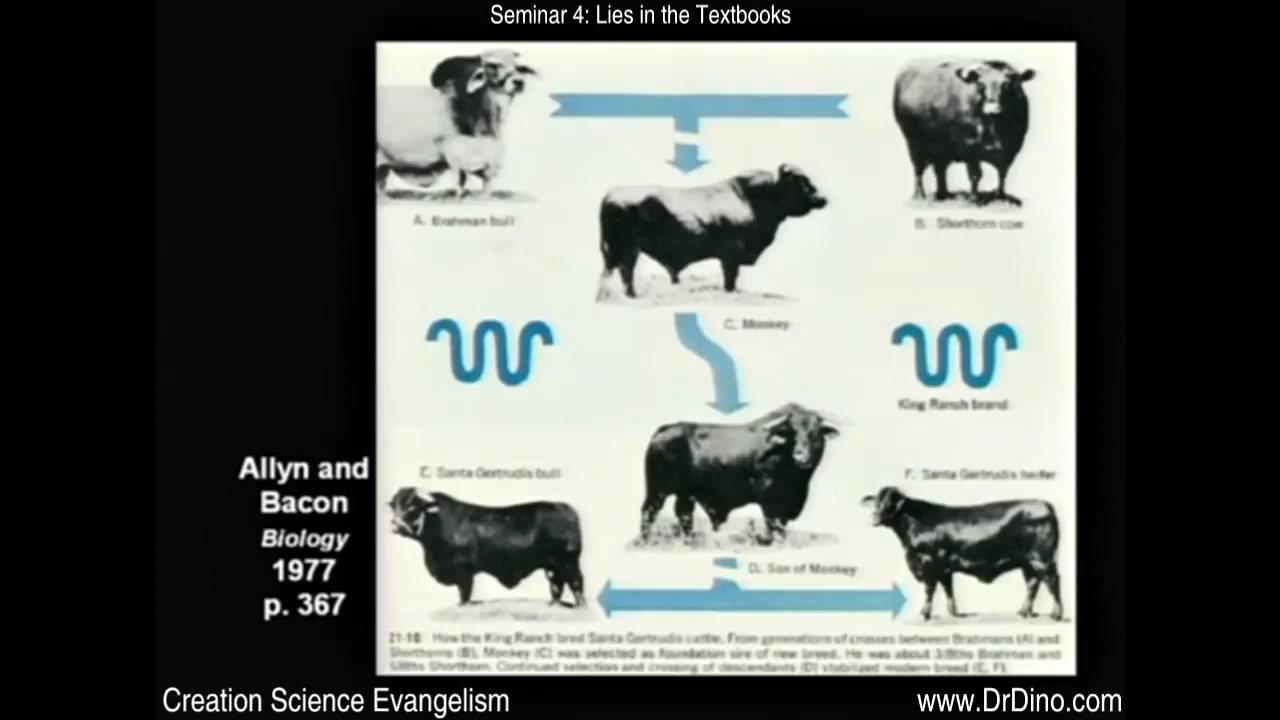 Seminar 4: Lies in the Textbooks
A. Brahman bull
B. Shorthorn cow
C. Monkey
King Ranch brand
E. Santa Gertrudis bull
F. Santa Gertrudis heifer
Allyn and
Bacon
Biology
1977
p. 367
D. Son of Monkey
21-18 How the King Ranch bred Santa Gertrudis cattle. From generations of crosses between Brahmans (A) and
Shorthorns (B), Monkey (C) was selected as foundation sire of new breed. He was about 3/8ths Brahman and
5/8ths Shorthorn. Continued selection and crossing of descendants (D) stabilized modern breed (E, F).
Creation Science Evangelism
www.DrDino.com